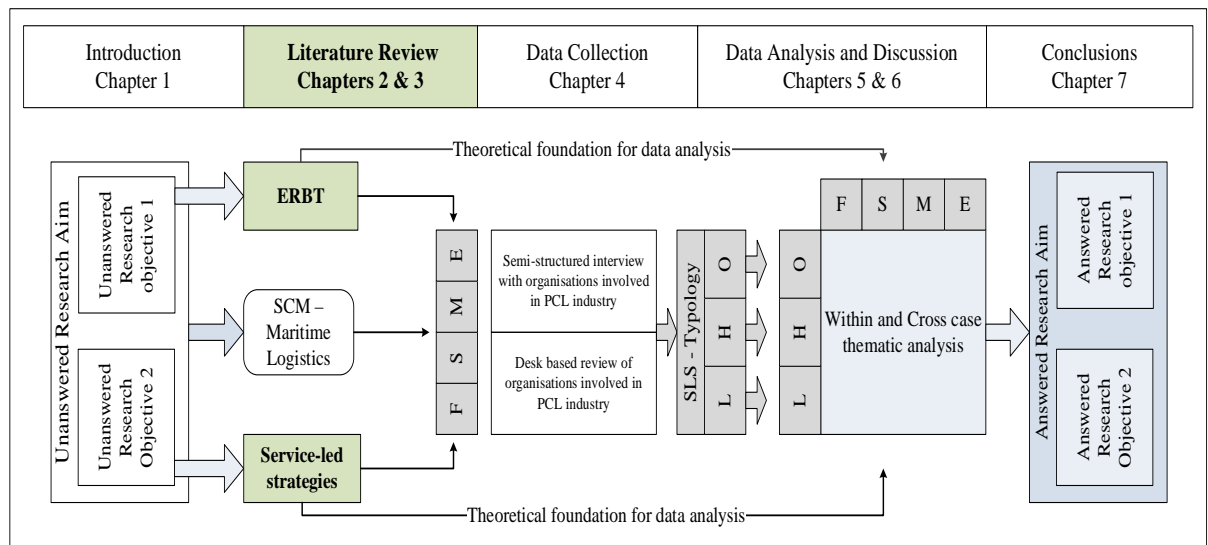 Introduction
Chapter 1
Literature Review
Chapters 2 & 3
Data Collection
Chapter 4
Data Analysis and Discussion
Chapters 5 & 6
Conclusions
Chapter 7
Theoretical foundation for data analysis
Unanswered Research Aim
Unanswered
Research
objective 1
Unanswered
Research
Objective 2
ERBT
SCM –
Maritime
Logistics
Service-led
strategies
E
M
S
F
Semi-structured interview
with organisations involved
in PCL industry
Desk based review of
organisations involved in
PCL industry
SLS - Typology
O
H
L
O
H
L
F
S
M
E
Within and Cross case
thematic analysis
Answered Research Aim
Answered
Research
objective 1
Answered
Research
Objective 2
Theoretical foundation for data analysis